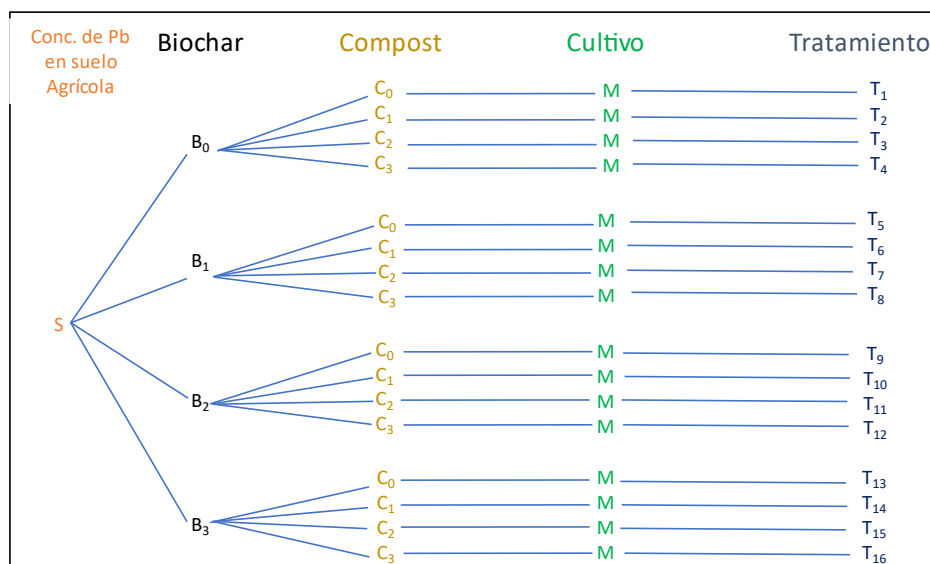 Conc. de Pb
en suelo
Agrícola
Biochar
Compost
Cultivo
Tratamiento
S
B₀
C₀ M T₁
C₁ M T₂
C₂ M T₃
C₃ M T₄
B₁
C₀ M T₅
C₁ M T₆
C₂ M T₇
C₃ M T₈
B₂
C₀ M T₉
C₁ M T₁₀
C₂ M T₁₁
C₃ M T₁₂
B₃
C₀ M T₁₃
C₁ M T₁₄
C₂ M T₁₅
C₃ M T₁₆